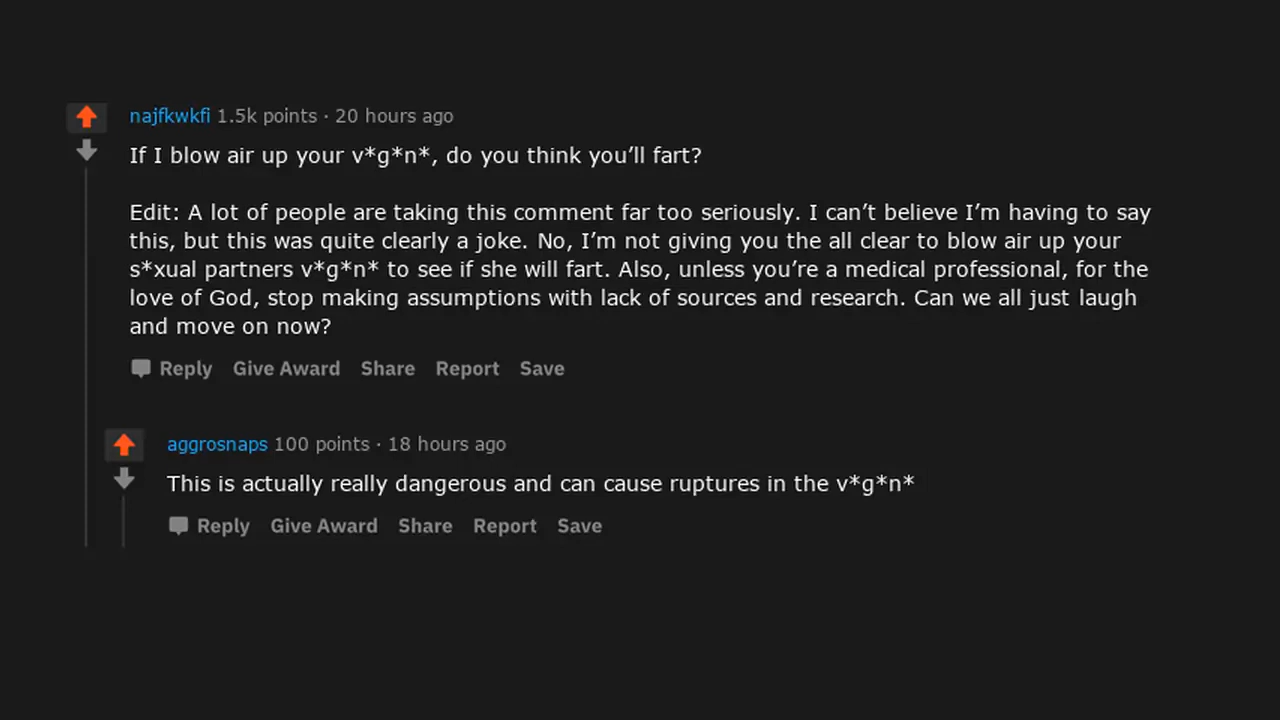 najfkwkfi 1.5k points · 20 hours ago
If I blow air up your v*g*n*, do you think you’ll fart?
Edit: A lot of people are taking this comment far too seriously. I can’t believe I’m having to say
this, but this was quite clearly a joke. No, I’m not giving you the all clear to blow air up your
s*xual partners v*g*n* to see if she will fart. Also, unless you’re a medical professional, for the
love of God, stop making assumptions with lack of sources and research. Can we all just laugh
and move on now?
Reply Give Award Share Report Save
aggrosnaps 100 points · 18 hours ago
This is actually really dangerous and can cause ruptures in the v*g*n*
Reply Give Award Share Report Save